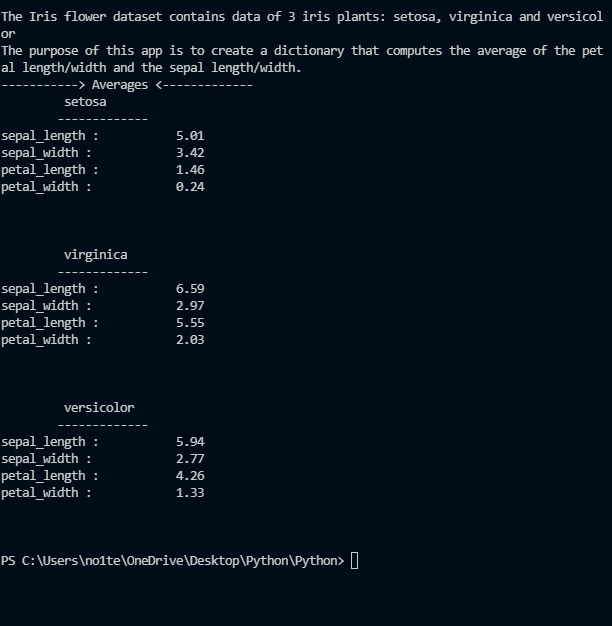 The Iris flower dataset contains data of 3 iris plants: setosa, virginica and versicol
or
The purpose of this app is to create a dictionary that computes the average of the pet
al length/width and the sepal length/width.
-----------> Averages <-------------
setosa
-------------
sepal_length : 5.01
sepal_width : 3.42
petal_length : 1.46
petal_width : 0.24
virginica
-------------
sepal_length : 6.59
sepal_width : 2.97
petal_length : 5.55
petal_width : 2.03
versicolor
-------------
sepal_length : 5.94
sepal_width : 2.77
petal_length : 4.26
petal_width : 1.33
PS C:\Users\no1te\OneDrive\Desktop\Python\Python>